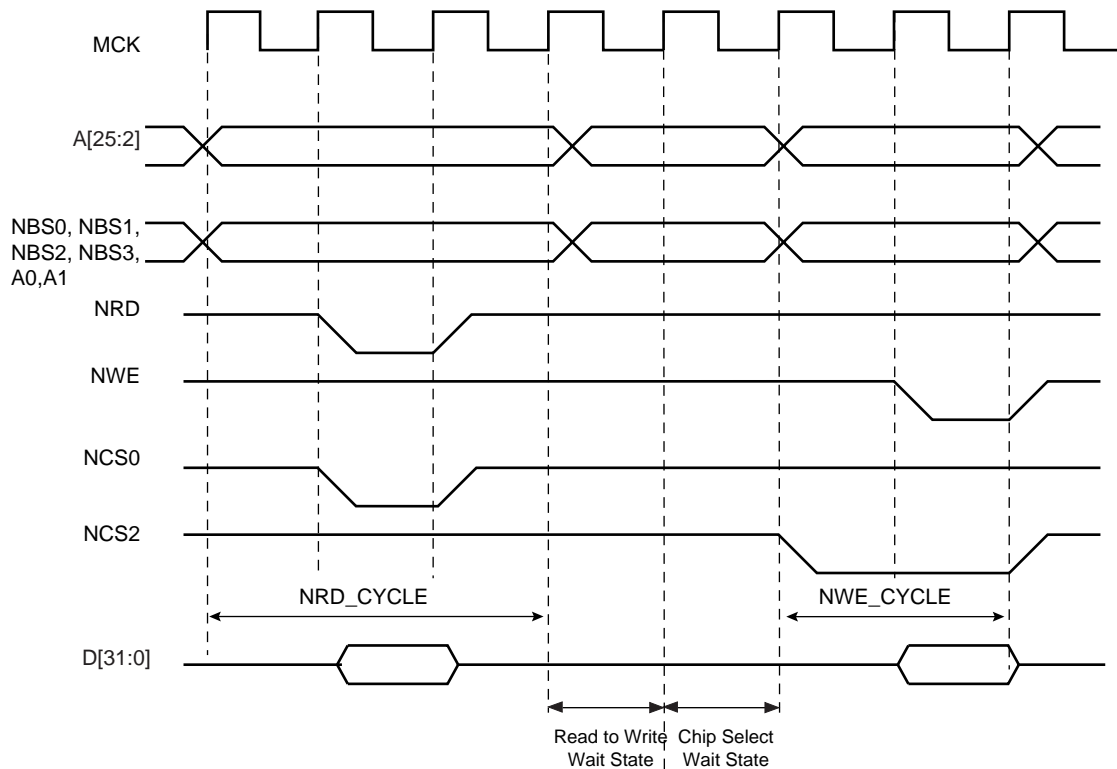 MCK
A[25:2]
NBS0, NBS1,
NBS2, NBS3,
A0,A1
NRD
NWE
NCS0
NCS2
NRD_CYCLE
NWE_CYCLE
D[31:0]
Read to Write
Wait State
Chip Select
Wait State